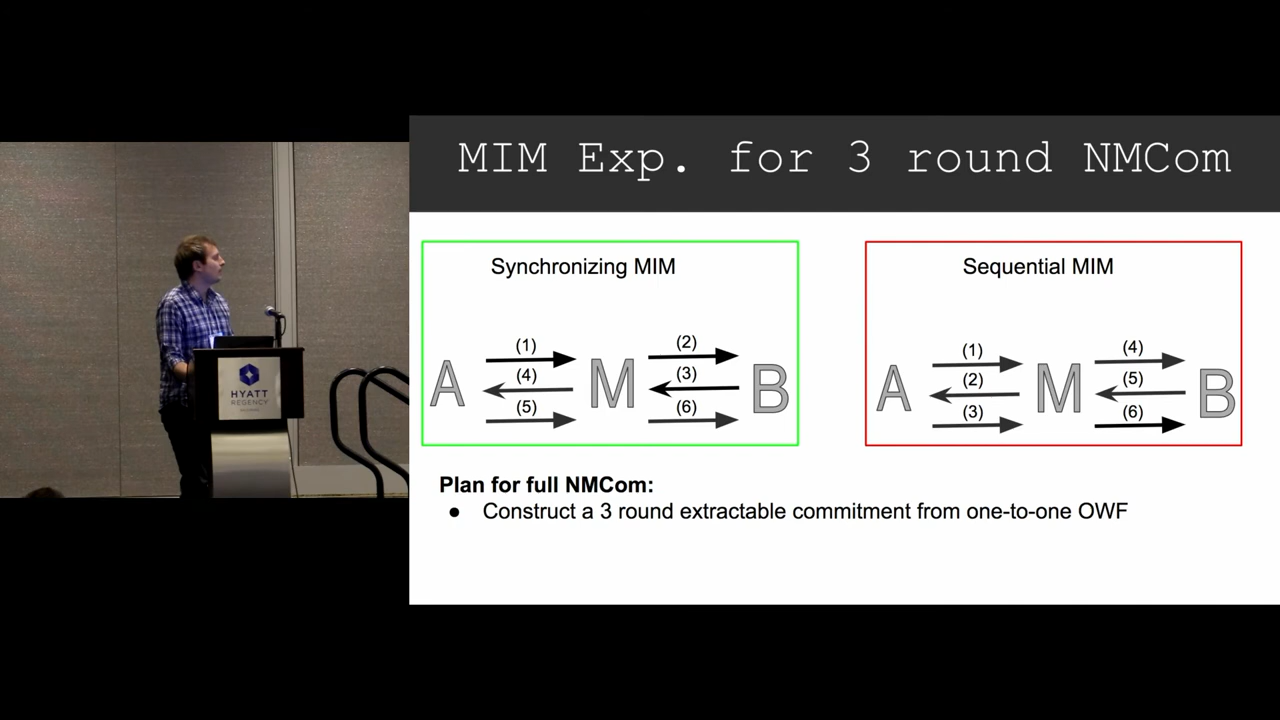 MIM Exp. for 3 round NMCom
Synchronizing MIM
(1)
(2)
(4)
(3)
(5)
(6)
A
M
B
Sequential MIM
(1)
(4)
(2)
(5)
(3)
(6)
A
M
B
Plan for full NMCom:
● Construct a 3 round extractable commitment from one-to-one OWF
HYATT
REGENCY